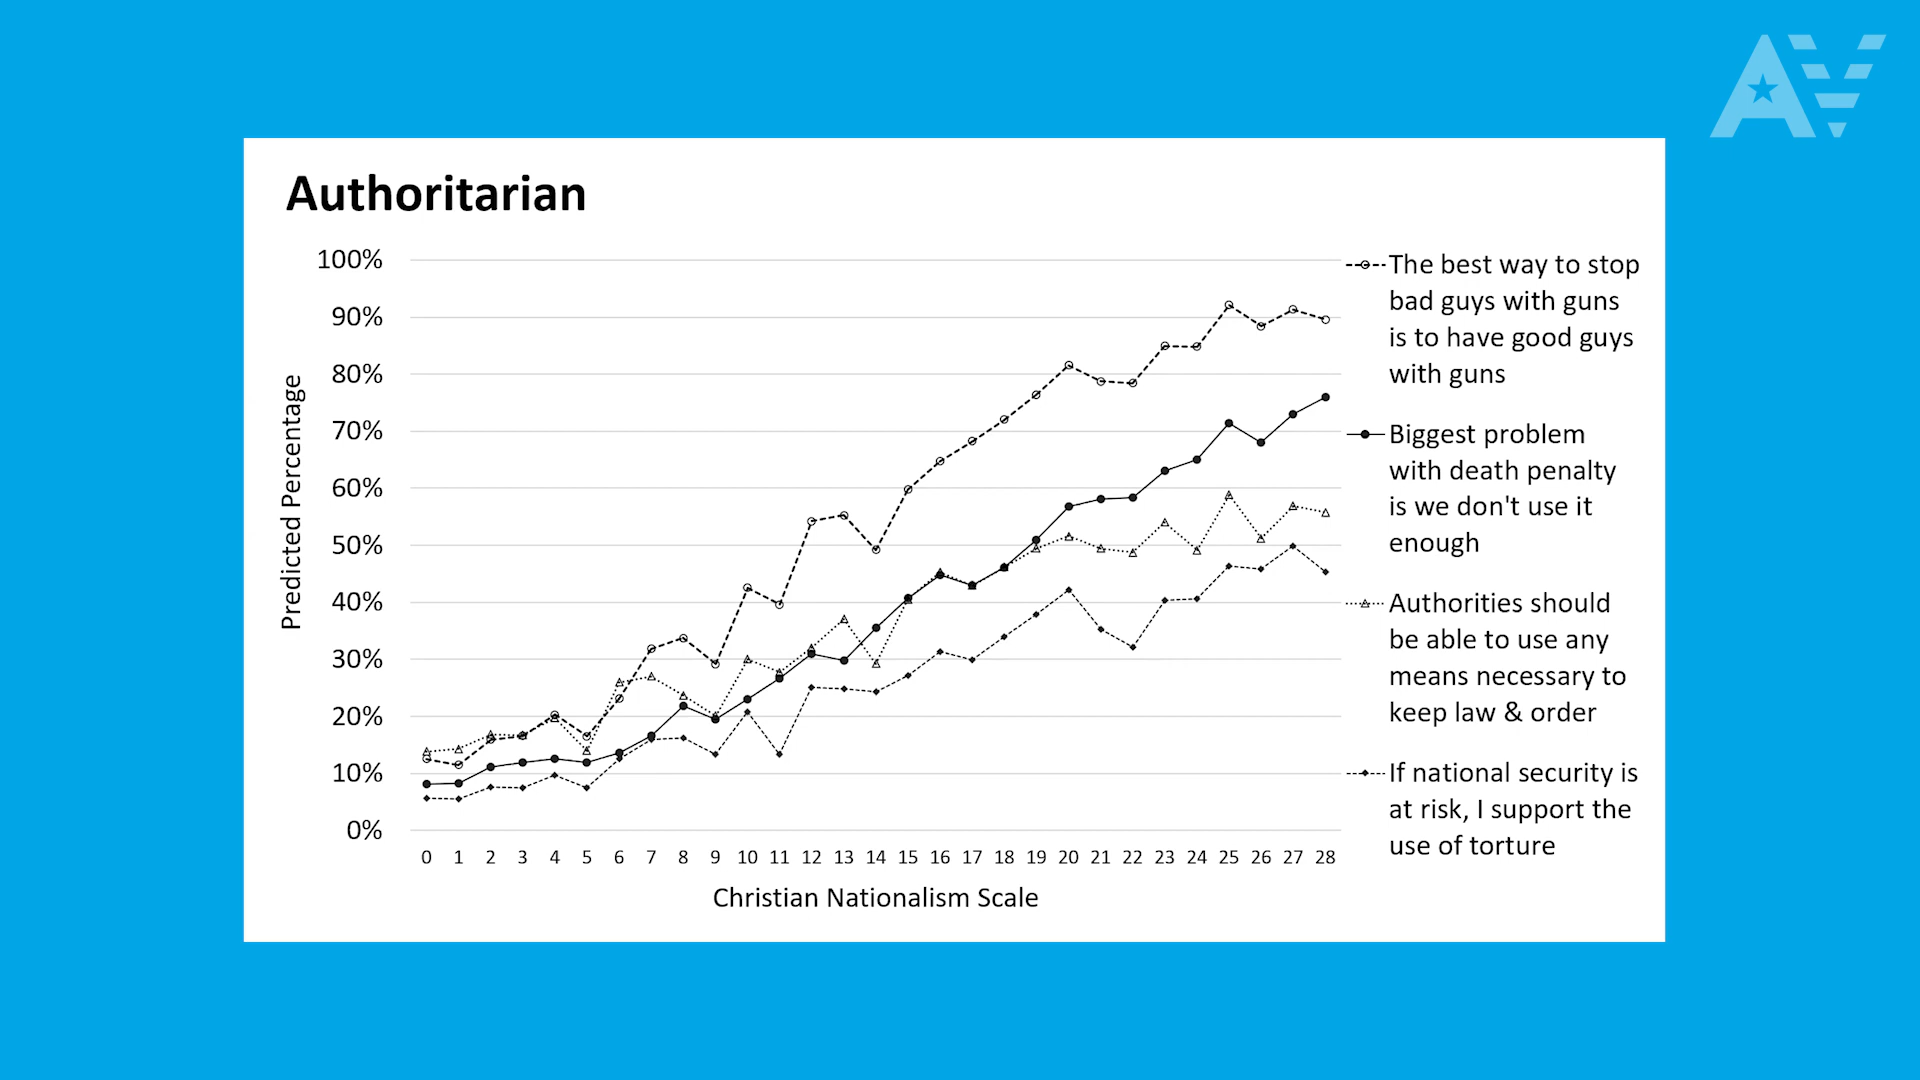 AV
Authoritarian
100%
90%
80%
70%
60%
50%
40%
30%
20%
10%
0%
Predicted Percentage
0 1 2 3 4 5 6 7 8 9 10 11 12 13 14 15 16 17 18 19 20 21 22 23 24 25 26 27 28
Christian Nationalism Scale
The best way to stop
bad guys with guns
is to have good guys
with guns
Biggest problem
with death penalty
is we don't use it
enough
Authorities should
be able to use any
means necessary to
keep law & order
If national security is
at risk, I support the
use of torture